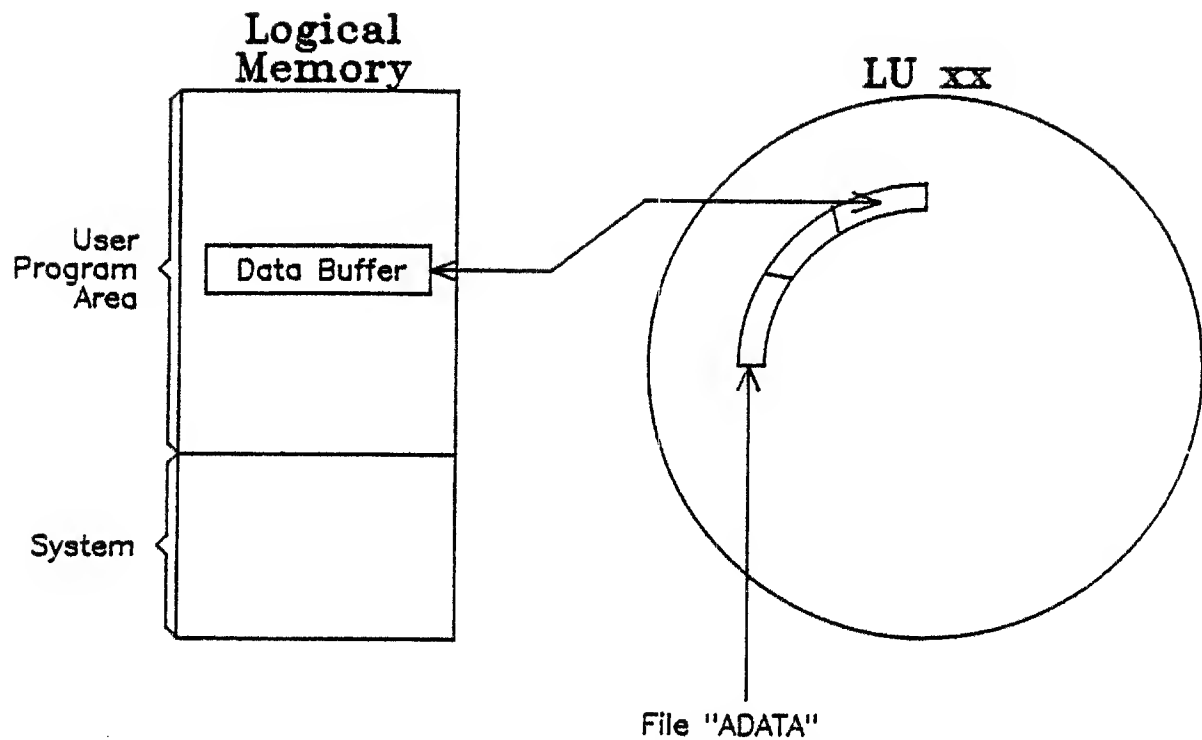 Logical
Memory
LU xx
User
Program
Area
Data Buffer
System
File "ADATA"